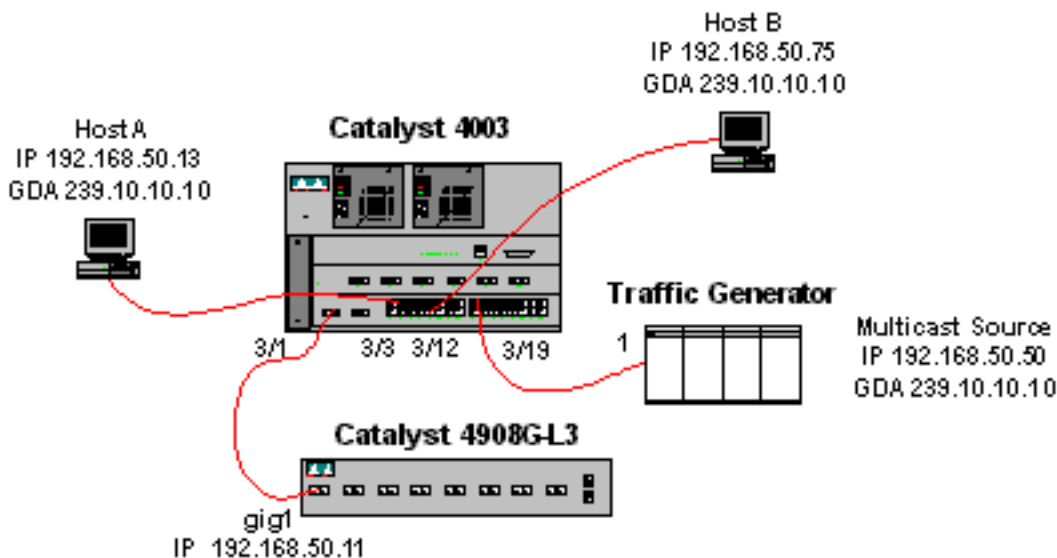 Host B
IP 192.168.50.75
GDA 239.10.10.10
Host A
IP 192.168.50.13
GDA 239.10.10.10
Catalyst 4003
3/1
3/3
3/12
3/19
Traffic Generator
1
Multicast Source
IP 192.168.50.50
GDA 239.10.10.10
Catalyst 4908G-L3
gig1
IP 192.168.50.11